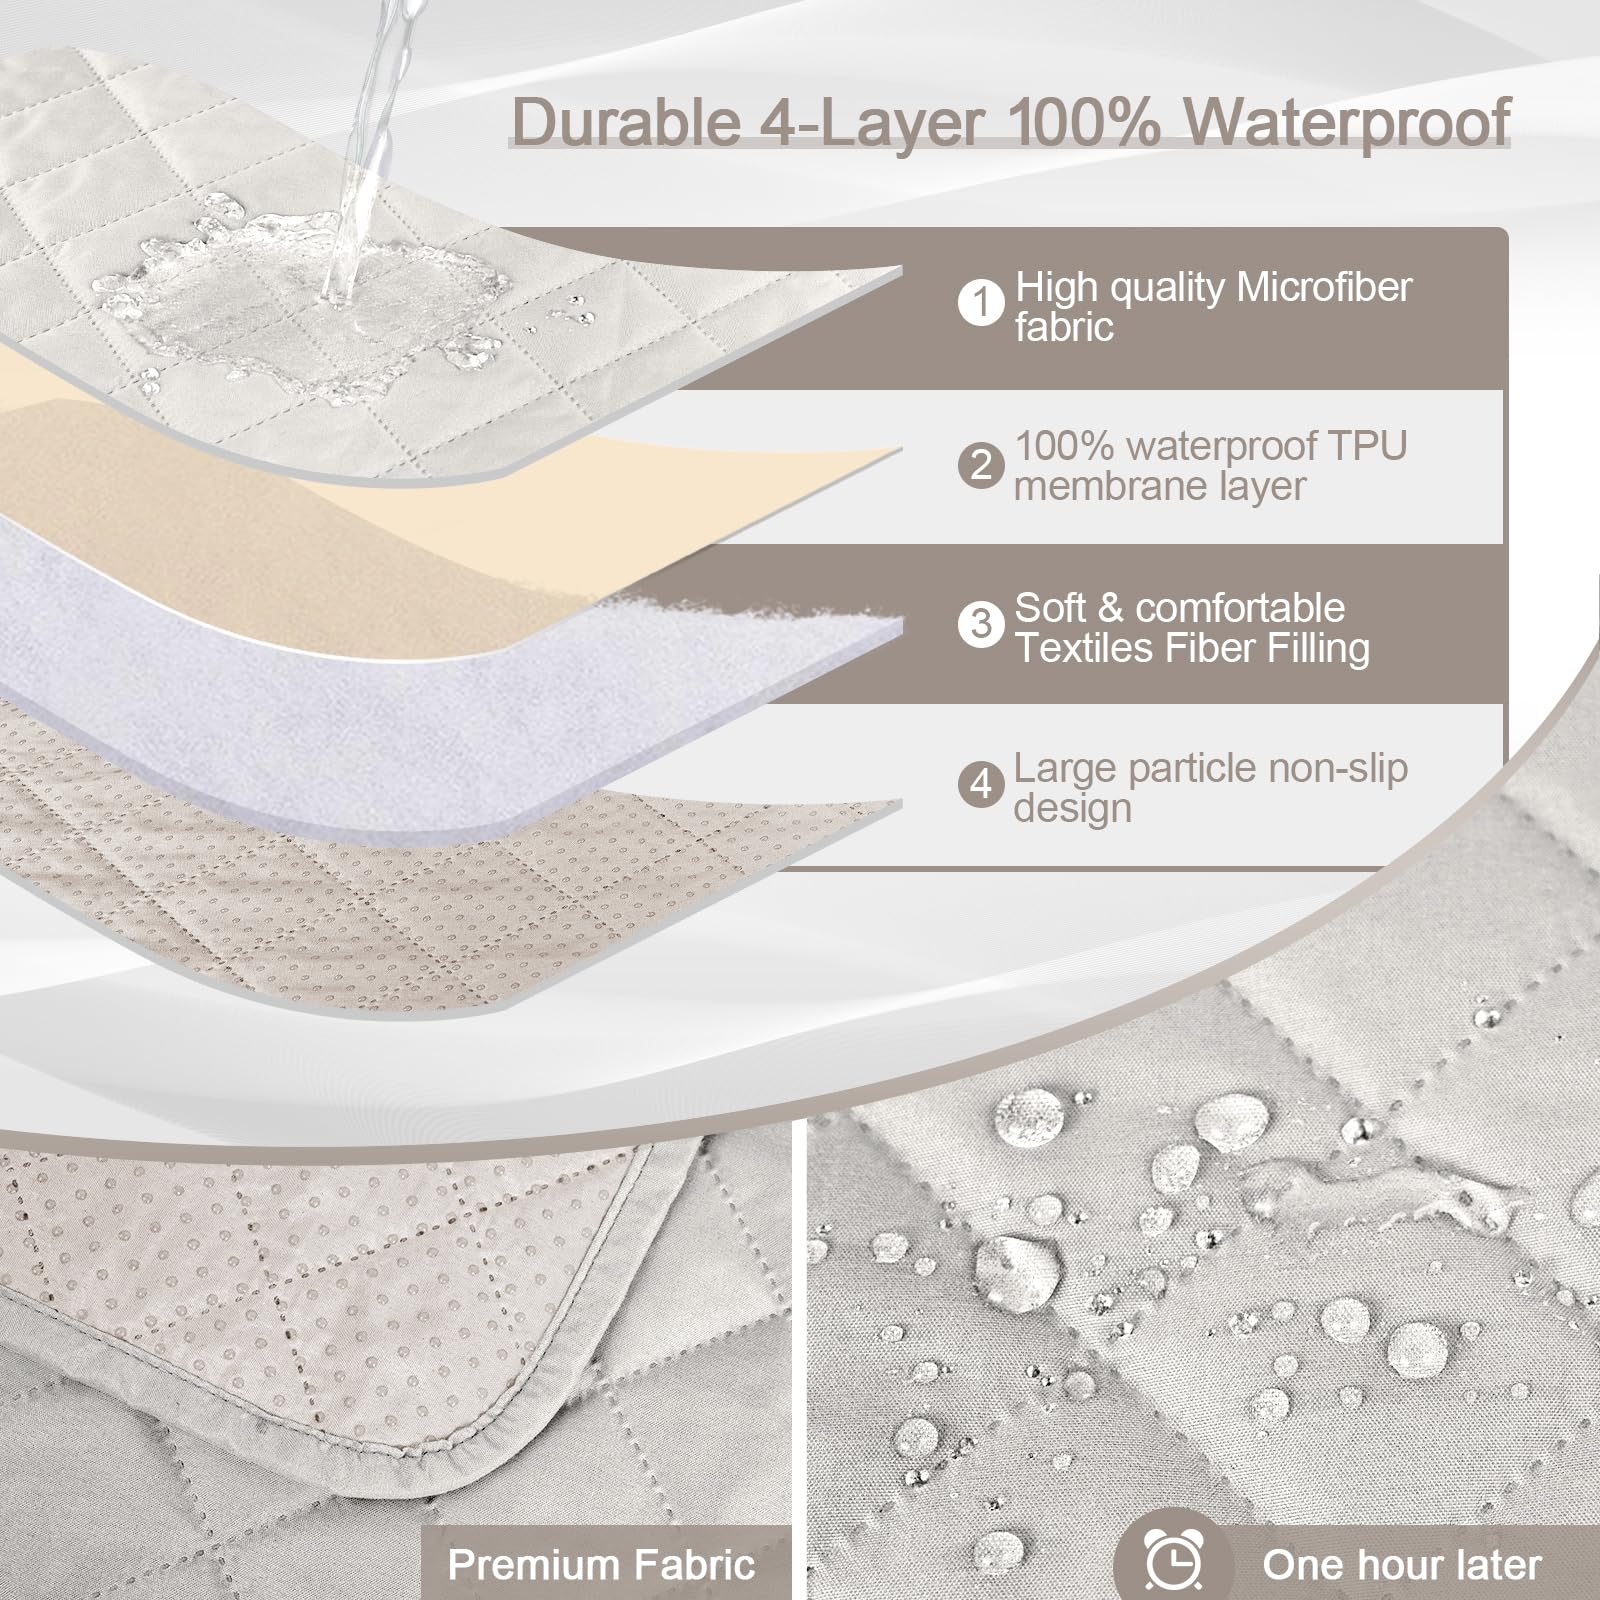 Durable 4-Layer 100% Waterproof
1 High quality Microfiber
fabric
2 100% waterproof TPU
membrane layer
3 Soft & comfortable
Textiles Fiber Filling
4 Large particle non-slip
design
Premium Fabric
One hour later